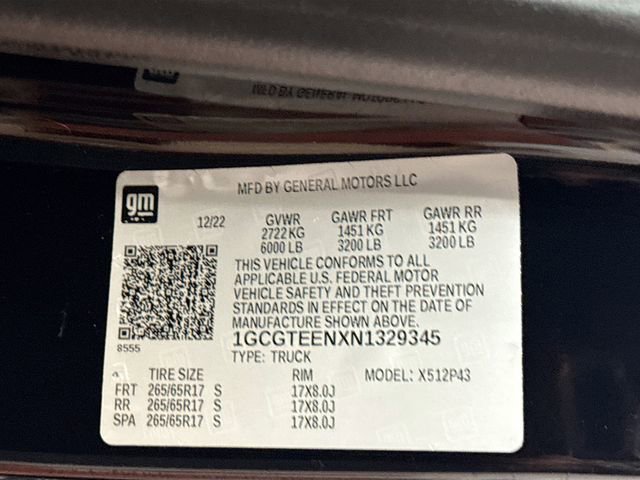 gm
MFD BY GENERAL MOTORS LLC
12/22 GVWR GAWR FRT GAWR RR
2722 KG 1451 KG 1451 KG
6000 LB 3200 LB 3200 LB
THIS VEHICLE CONFORMS TO ALL
APPLICABLE U.S. FEDERAL MOTOR
VEHICLE SAFETY AND THEFT PREVENTION
STANDARDS IN EFFECT ON THE DATE OF
MANUFACTURE SHOWN ABOVE.
8555 1GCGTEENXN1329345
TYPE: TRUCK
TIRE SIZE RIM MODEL: X512P43
FRT 265/65R17 S 17X8.0J
RR 265/65R17 S 17X8.0J
SPA 265/65R17 S 17X8.0J